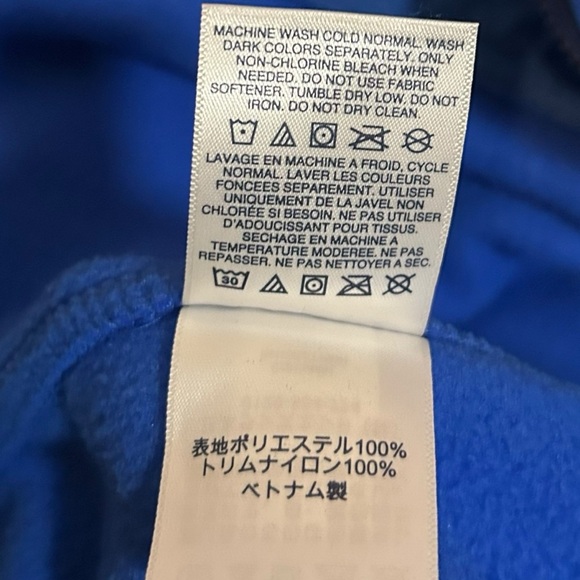 MACHINE WASH COLD NORMAL. WASH
DARK COLORS SEPARATELY. ONLY
NON-CHLORINE BLEACH WHEN
NEEDED. DO NOT USE FABRIC
SOFTENER. TUMBLE DRY LOW. DO NOT
IRON. DO NOT DRY CLEAN.
LAVAGE EN MACHINE A FROID, CYCLE
NORMAL. LAVER LES COULEURS
FONCEES SEPAREMENT. UTILISER
UNIQUEMENT DE LA JAVEL NON
CHLORÉE SI BESOIN. NE PAS UTILISER
D'ADOUCISSANT POUR TISSUS.
SECHAGE EN MACHINE A
TEMPERATURE MODEREE. NE PAS
REPASSER. NE PAS NETTOYER A SEC.
30
表地ポリエステル100%
トリムナイロン100%
ベトナム製